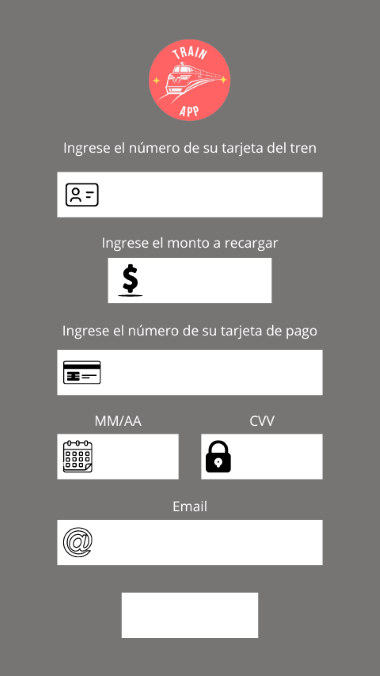 TRAIN
APP
Ingrese el número de su tarjeta del tren
Ingrese el monto a recargar
$
Ingrese el número de su tarjeta de pago
MM/AA CVV
Email
@